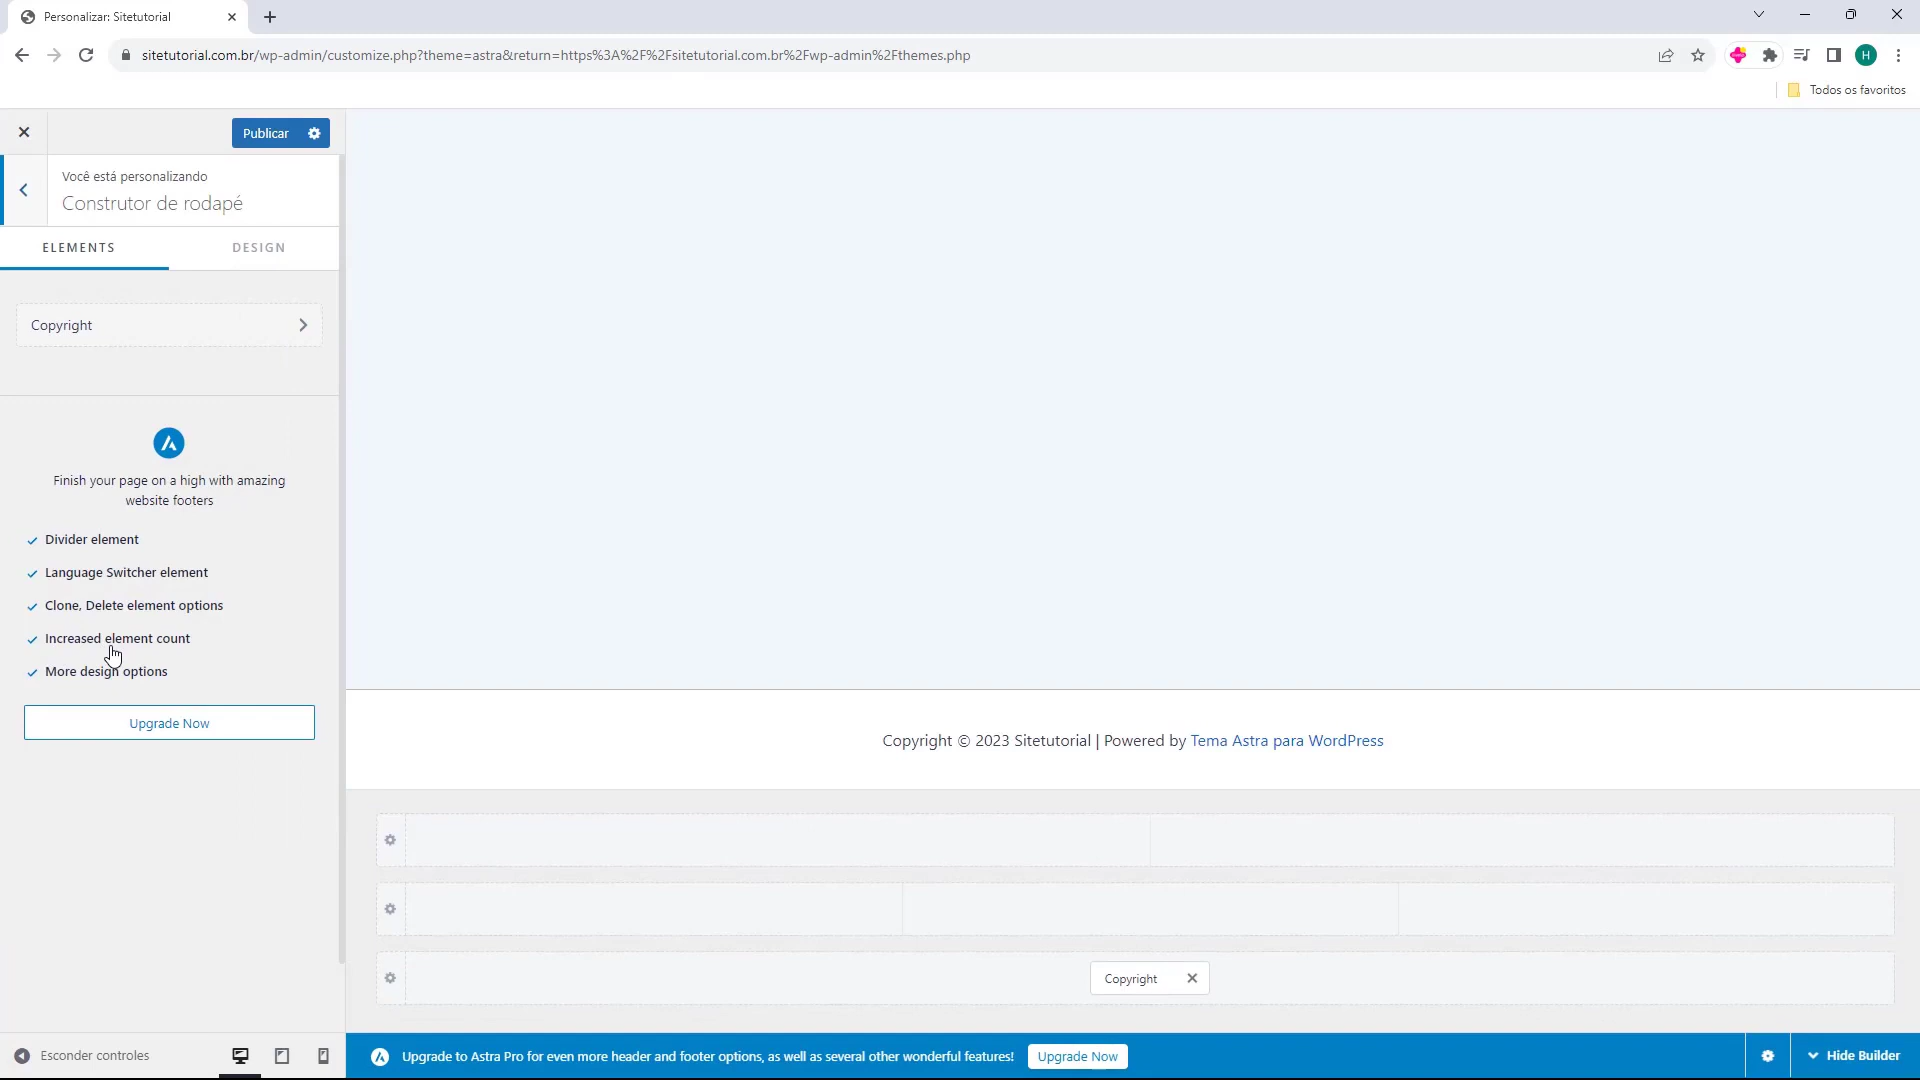 Personalizar: Sitetutorial
sitetutorial.com.br/wp-admin/customize.php?theme=astra&return=https%3A%2F%2Fsitetutorial.com.br%2Fwp-admin%2Fthemes.php
H
Todos os favoritos
Publicar
Você está personalizando
Construtor de rodapé
ELEMENTS DESIGN
Copyright
Finish your page on a high with amazing
website footers
Divider element
Language Switcher element
Clone, Delete element options
Increased element count
More design options
Upgrade Now
Copyright © 2023 Sitetutorial | Powered by Tema Astra para WordPress
Copyright
Esconder controles
Upgrade to Astra Pro for even more header and footer options, as well as several other wonderful features! Upgrade Now
Hide Builder